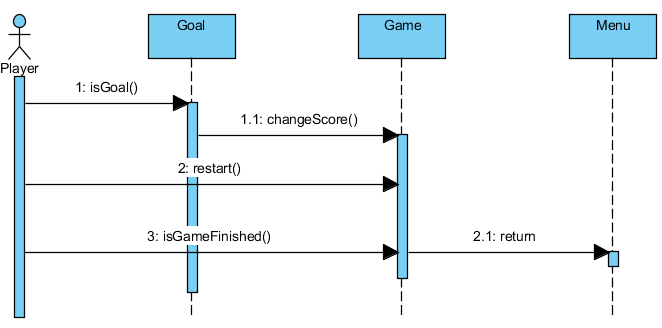 Goal
Game
Menu
Player
1: isGoal()
1.1: changeScore()
2: restart()
3: isGameFinished()
2.1: return